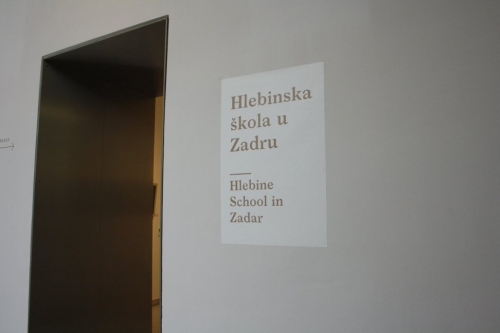 Hlebinska
škola u
Zadru
Hlebine
School in
Zadar